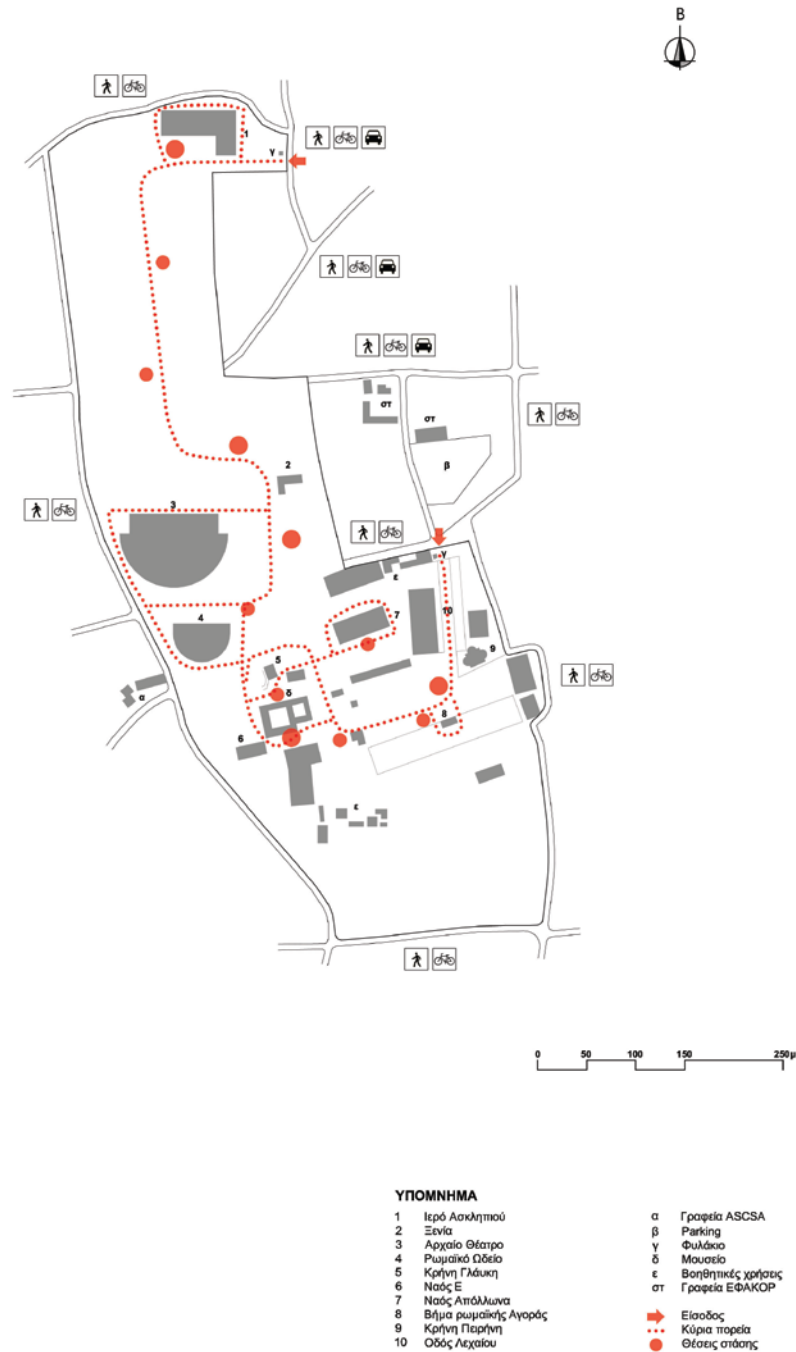 Β
1
γ
στ
στ
β
2
3
ε
γ
10
7
4
9
5
δ
α
8
6
ε
0 50 100 150 250μ
ΥΠΟΜΝΗΜΑ
1 Ιερό Ασκληπιού
2 Ξενία
3 Αρχαίο Θέατρο
4 Ρωμαϊκό Ωδείο
5 Κρήνη Γλάυκη
6 Ναός Ε
7 Ναός Απόλλωνα
8 Βήμα ρωμαϊκής Αγοράς
9 Κρήνη Πειρήνη
10 Οδός Λεχαίου
α Γραφεία ASCSA
β Parking
γ Φυλάκιο
δ Μουσείο
ε Βοηθητικές χρήσεις
στ Γραφεία ΕΦΑΚΟΡ
Είσοδος
Κύρια πορεία
Θέσεις στάσης